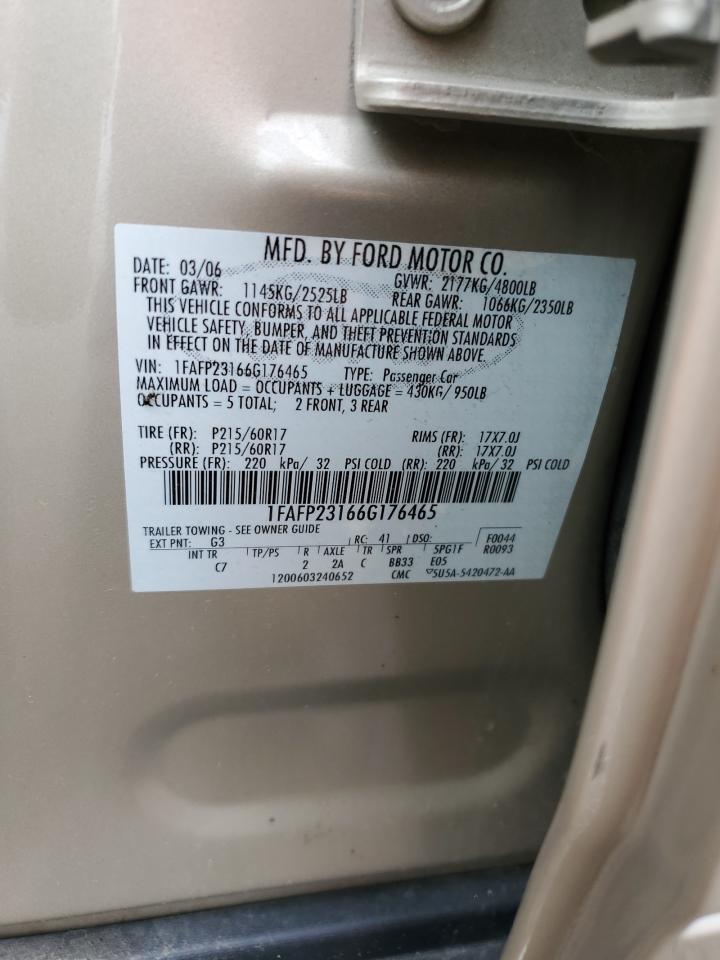 MFD. BY FORD MOTOR CO.
DATE: 03/06 GVWR: 2177KG/4800LB
FRONT GAWR: 1145KG/2525LB REAR GAWR: 1066KG/2350LB
THIS VEHICLE CONFORMS TO ALL APPLICABLE FEDERAL MOTOR
VEHICLE SAFETY, BUMPER, AND THEFT PREVENTION STANDARDS
IN EFFECT ON THE DATE OF MANUFACTURE SHOWN ABOVE.
VIN: 1FAFP23166G176465 TYPE: Passenger Car
MAXIMUM LOAD = OCCUPANTS + LUGGAGE = 430KG/ 950LB
OCCUPANTS = 5 TOTAL; 2 FRONT, 3 REAR
TIRE (FR): P215/60R17 RIMS (FR): 17X7.0J
(RR): P215/60R17 (RR): 17X7.0J
PRESSURE (FR): 220 kPa/ 32 PSI COLD (RR): 220 kPa/ 32 PSI COLD
1FAFP23166G176465
TRAILER TOWING - SEE OWNER GUIDE
EXT PNT: G3 RC: 41 DSO: F0044
INT TR TP/PS R AXLE TR SPR 5PG1F R0093
C7 2 2A C BB33 E05
1200603240652 CMC ▽5U5A-5420472-AA